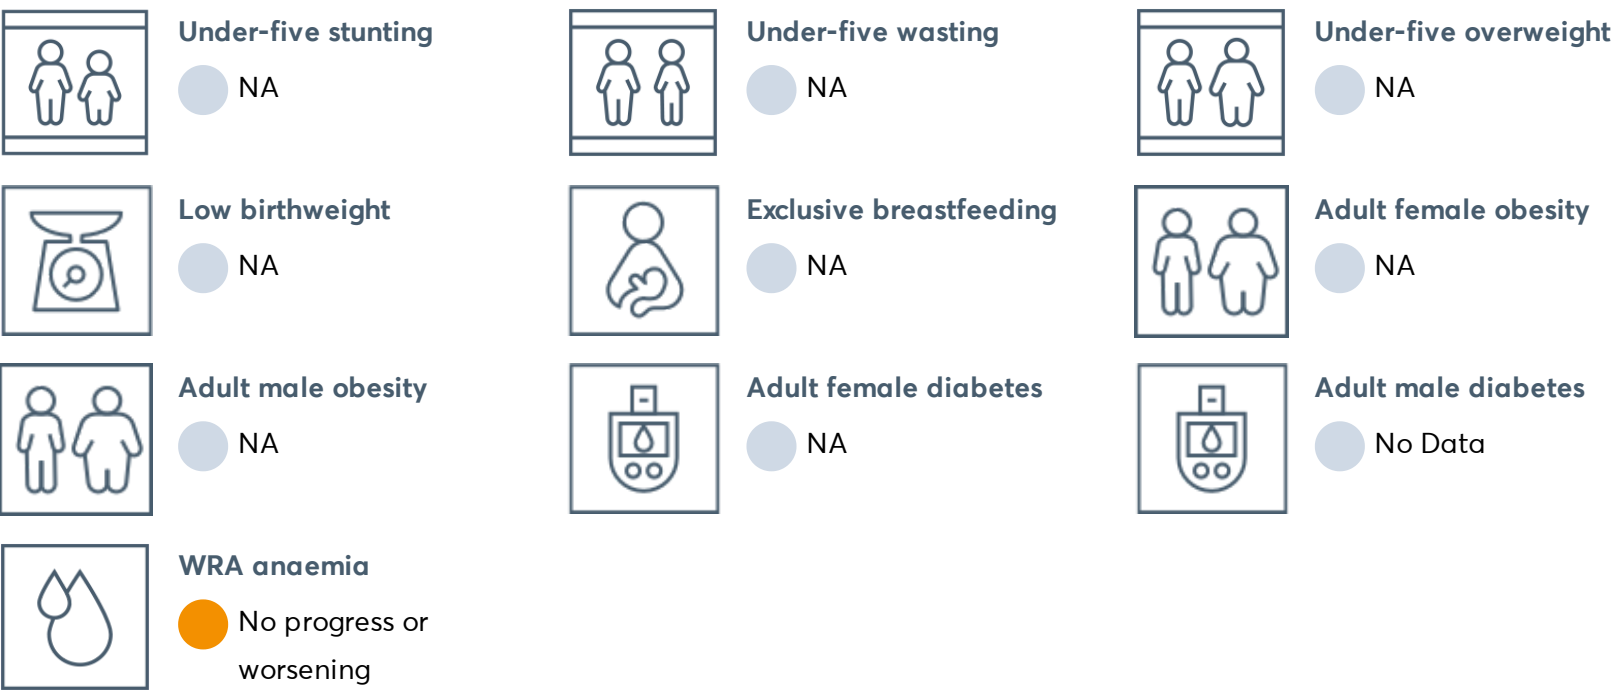 Under-five stunting
NA
Under-five wasting
NA
Under-five overweight
NA
Low birthweight
NA
Exclusive breastfeeding
NA
Adult female obesity
NA
Adult male obesity
NA
Adult female diabetes
NA
Adult male diabetes
No Data
WRA anaemia
No progress or
worsening